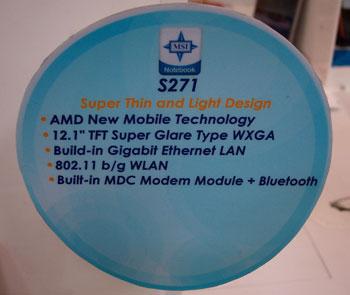 MSI
Notebook
S271
Super Thin and Light Design
• AMD New Mobile Technology
• 12.1" TFT Super Glare Type WXGA
• Build-in Gigabit Ethernet LAN
• 802.11 b/g WLAN
• Built-in MDC Modem Module + Bluetooth